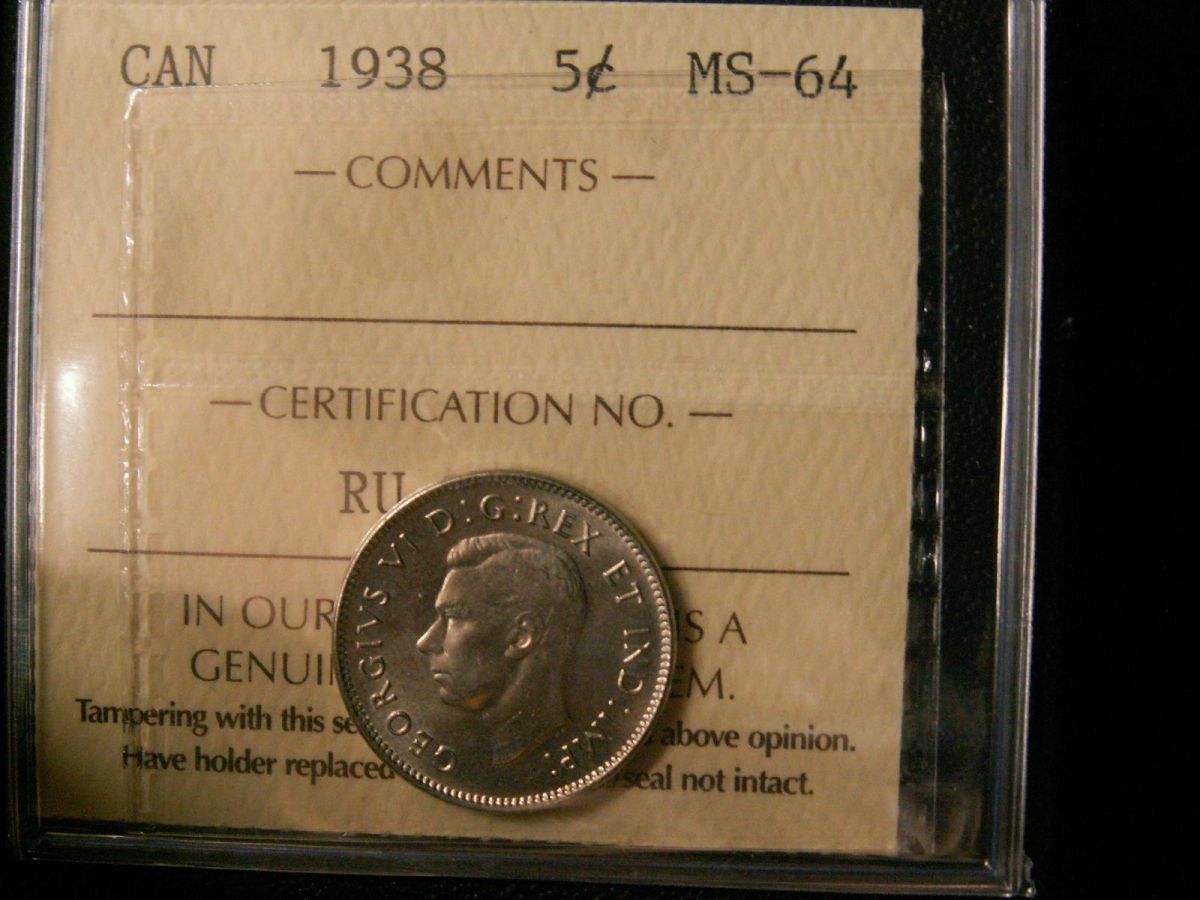 CAN 1938 5¢ MS-64
— COMMENTS —
— CERTIFICATION NO. —
RU
IN OUR S A
GENUI EM.
Tampering with this se above opinion.
Have holder replaced /seal not intact.
GEORGIVS VI D:G:REX ET IND:IMP: